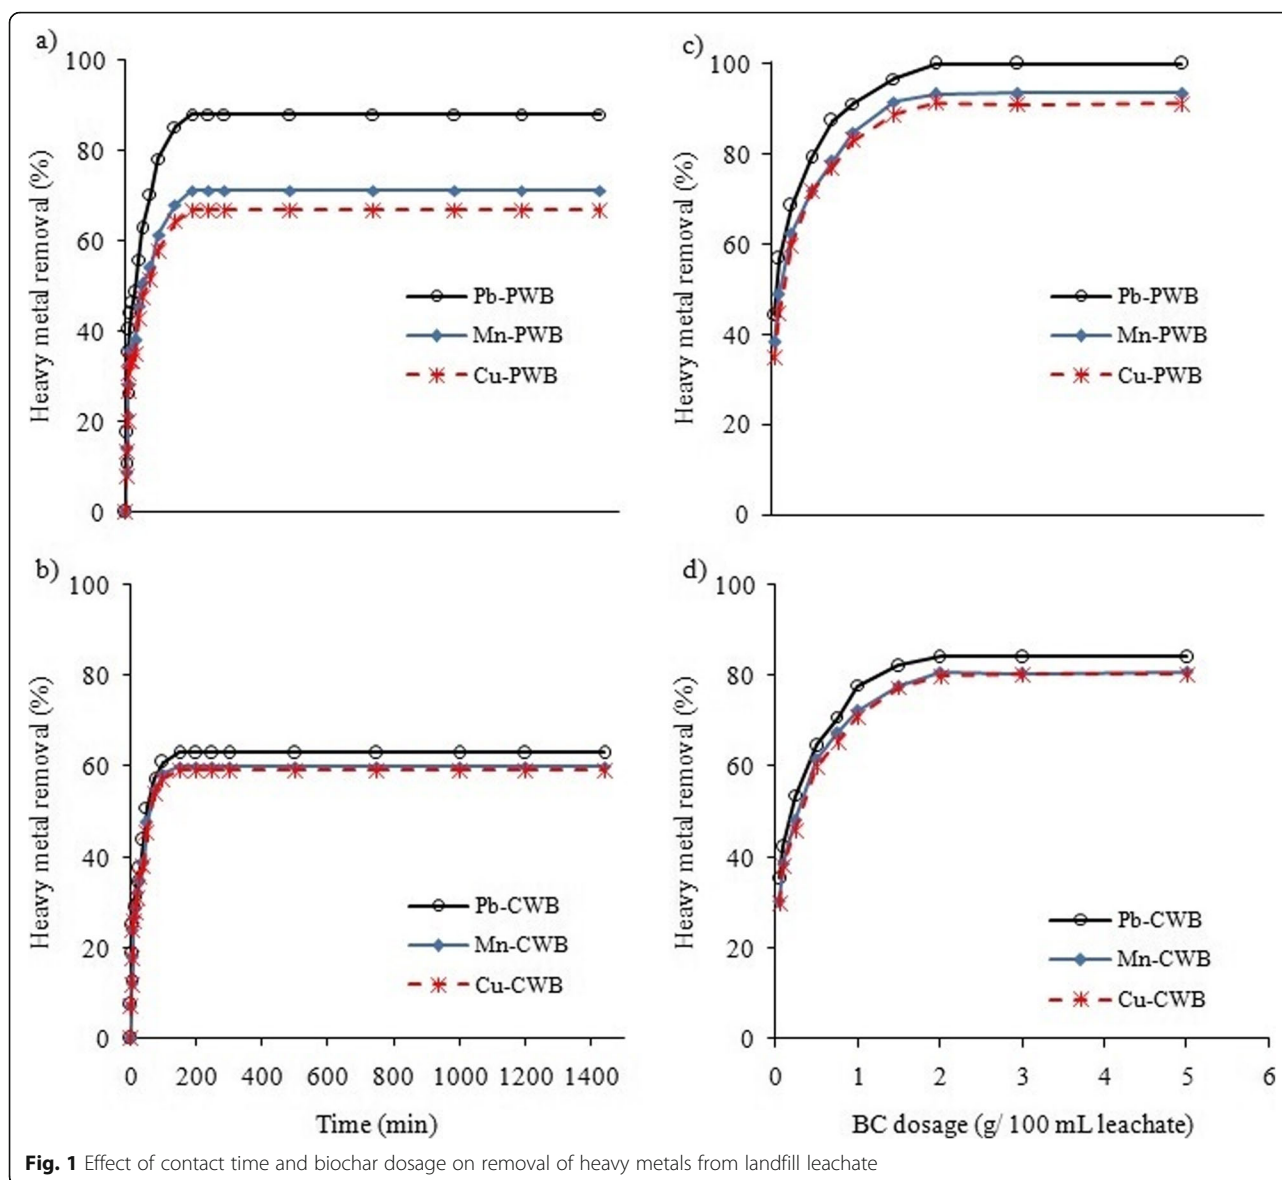 a)
100
80
60
40
20
0
Heavy metal removal (%)
Pb-PWB
Mn-PWB
Cu-PWB
c)
100
80
60
40
20
0
Heavy metal removal (%)
Pb-PWB
Mn-PWB
Cu-PWB
b)
100
80
60
40
20
0
Heavy metal removal (%)
Pb-CWB
Mn-CWB
Cu-CWB
0 200 400 600 800 1000 1200 1400
Time (min)
d)
100
80
60
40
20
0
Heavy metal removal (%)
Pb-CWB
Mn-CWB
Cu-CWB
0 1 2 3 4 5 6
BC dosage (g/ 100 mL leachate)
Fig. 1 Effect of contact time and biochar dosage on removal of heavy metals from landfill leachate